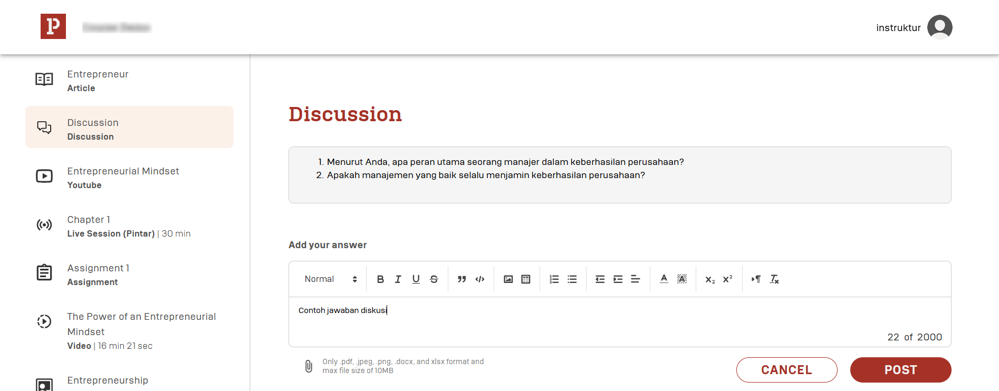 P
instruktur
Entrepreneur
Article
Discussion
Discussion
Entrepreneurial Mindset
Youtube
Chapter 1
Live Session (Pintar) | 30 min
Assignment 1
Assignment
The Power of an Entrepreneurial
Mindset
Video | 16 min 21 sec
Entrepreneurship
Discussion
1. Menurut Anda, apa peran utama seorang manajer dalam keberhasilan perusahaan?
2. Apakah manajemen yang baik selalu menjamin keberhasilan perusahaan?
Add your answer
Normal
Contoh jawaban diskusi
22 of 2000
Only .pdf, .jpeg, .png, .docx, and xlsx format and
max file size of 10MB
CANCEL
POST